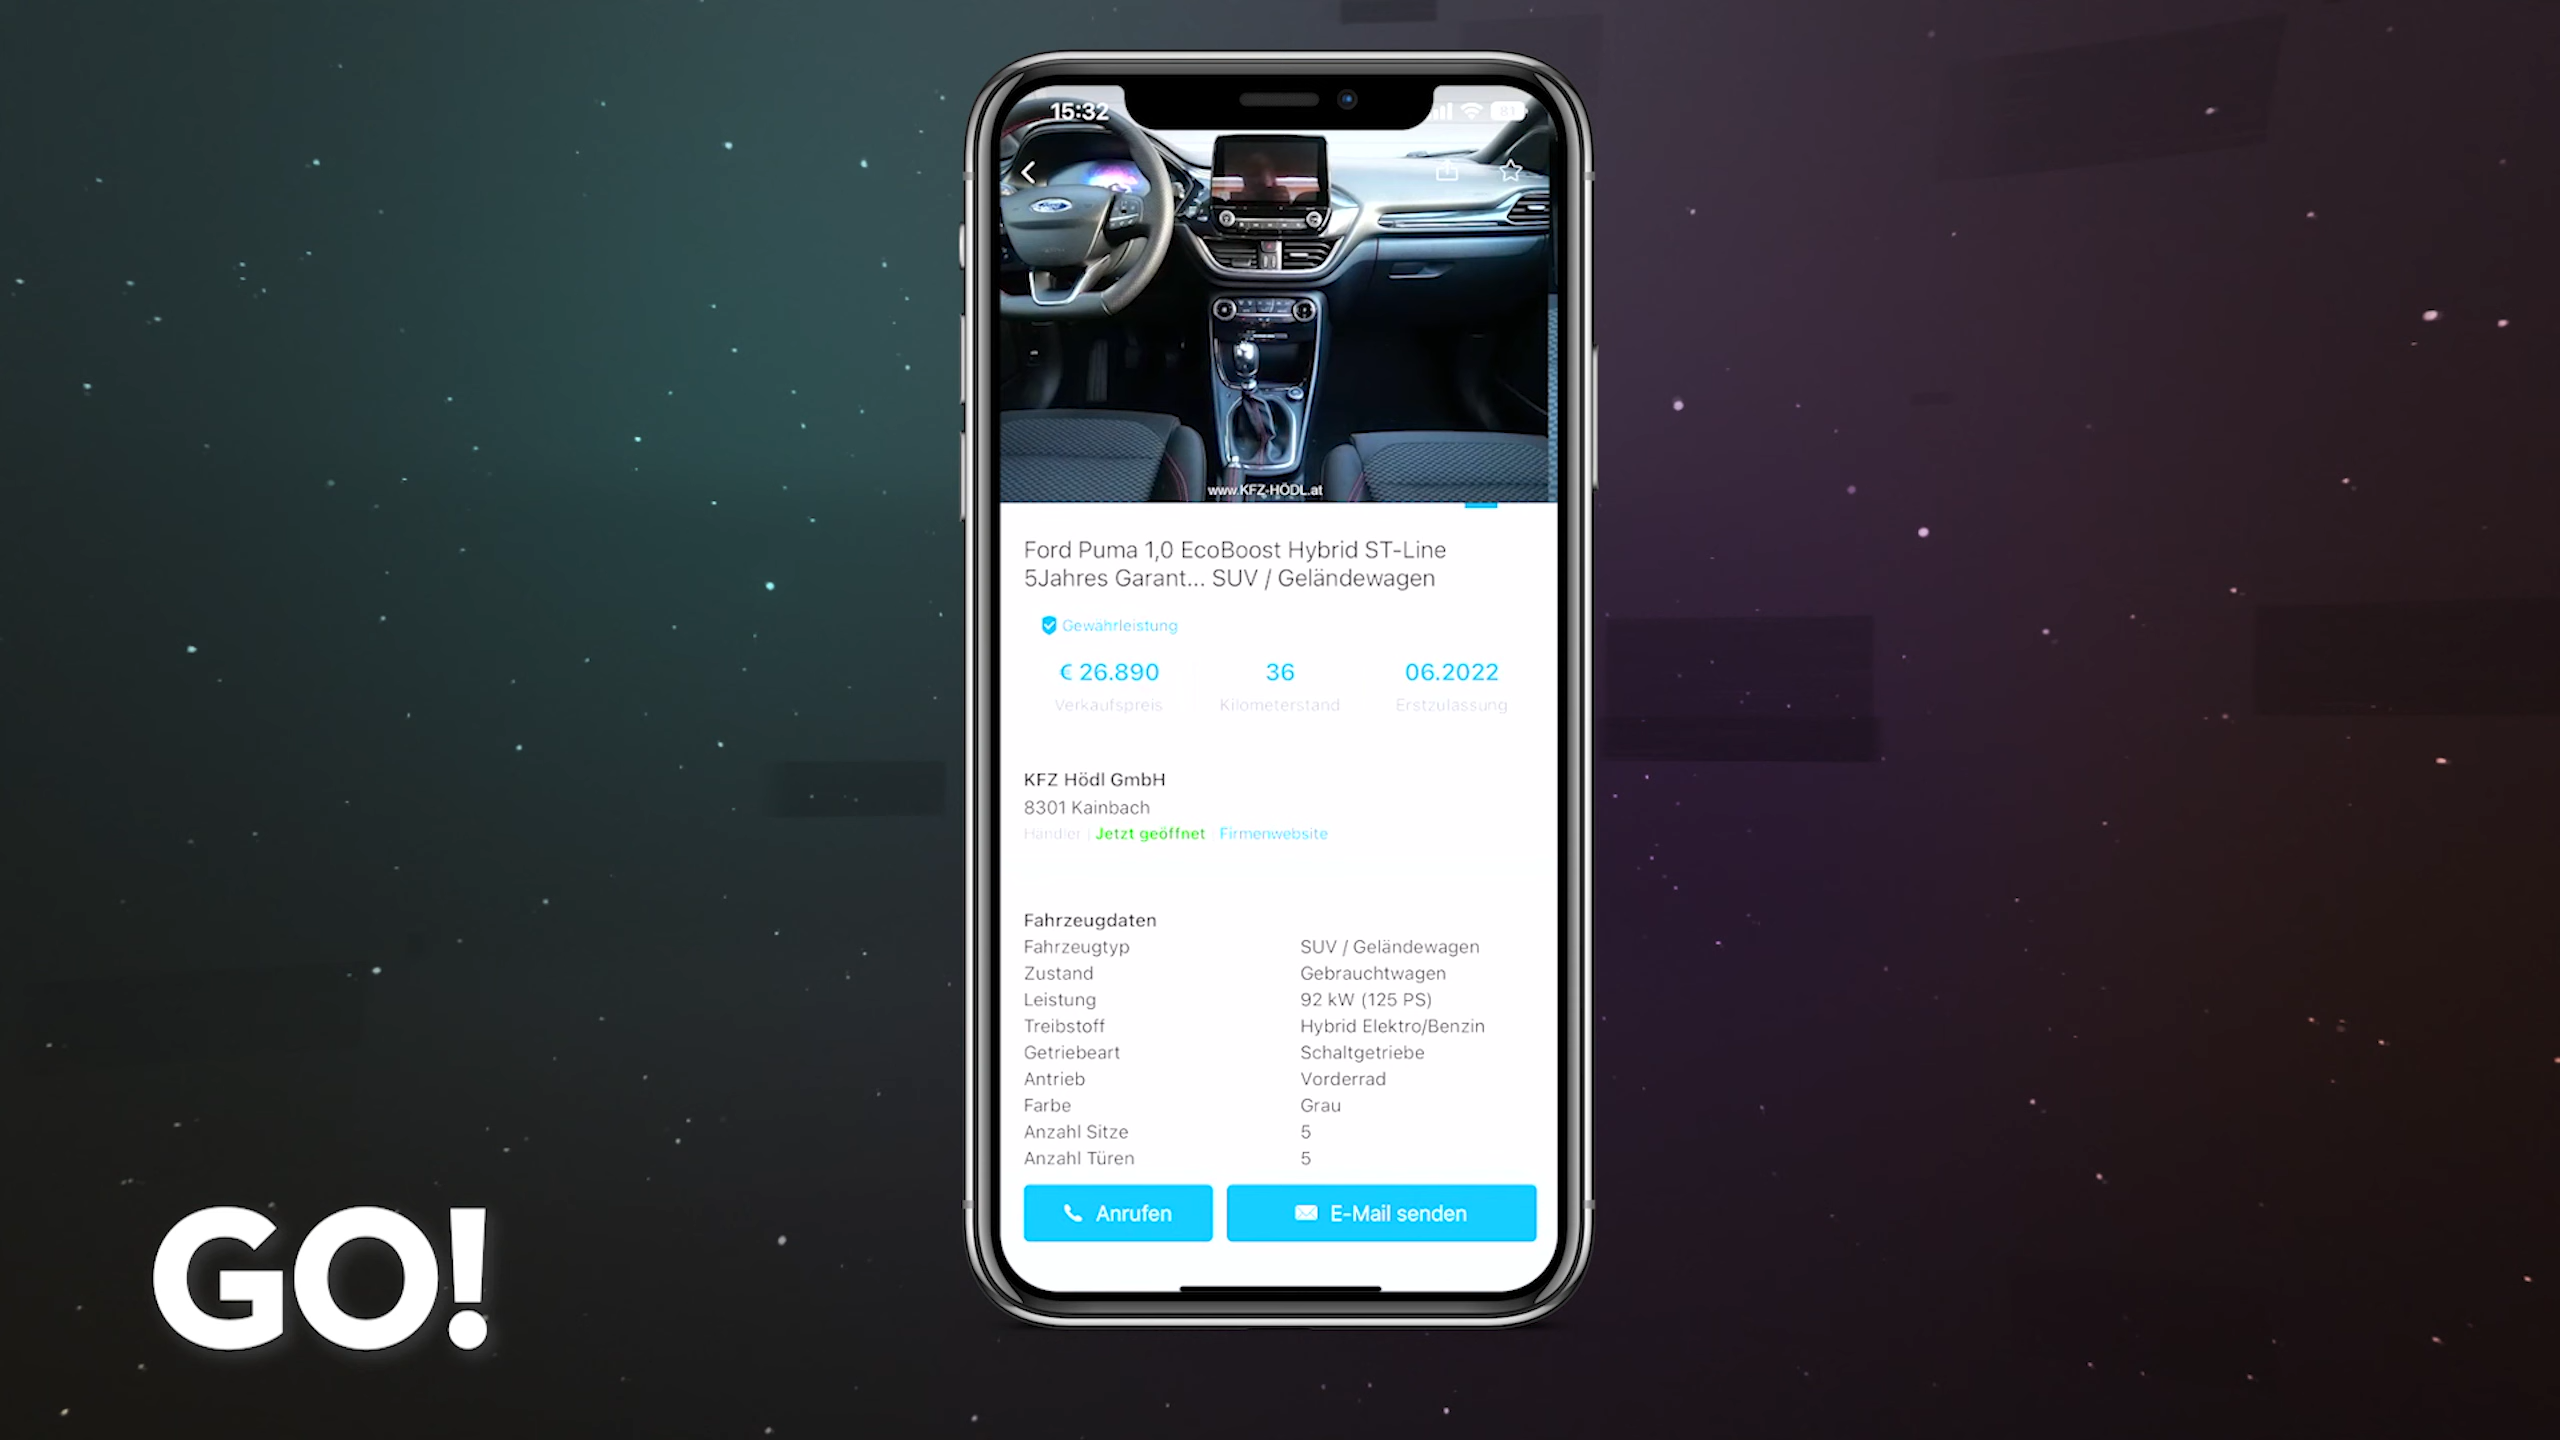 15:32
81
Ford
www.KFZ-HÖDL.at
Ford Puma 1,0 EcoBoost Hybrid ST-Line
5Jahres Garant... SUV / Geländewagen
Gewährleistung
€ 26.890 36 06.2022
Verkaufspreis Kilometerstand Erstzulassung
KFZ Hödl GmbH
8301 Kainbach
Händler | Jetzt geöffnet | Firmenwebsite
Fahrzeugdaten
Fahrzeugtyp SUV / Geländewagen
Zustand Gebrauchtwagen
Leistung 92 kW (125 PS)
Treibstoff Hybrid Elektro/Benzin
Getriebeart Schaltgetriebe
Antrieb Vorderrad
Farbe Grau
Anzahl Sitze 5
Anzahl Türen 5
Anrufen E-Mail senden
GO!